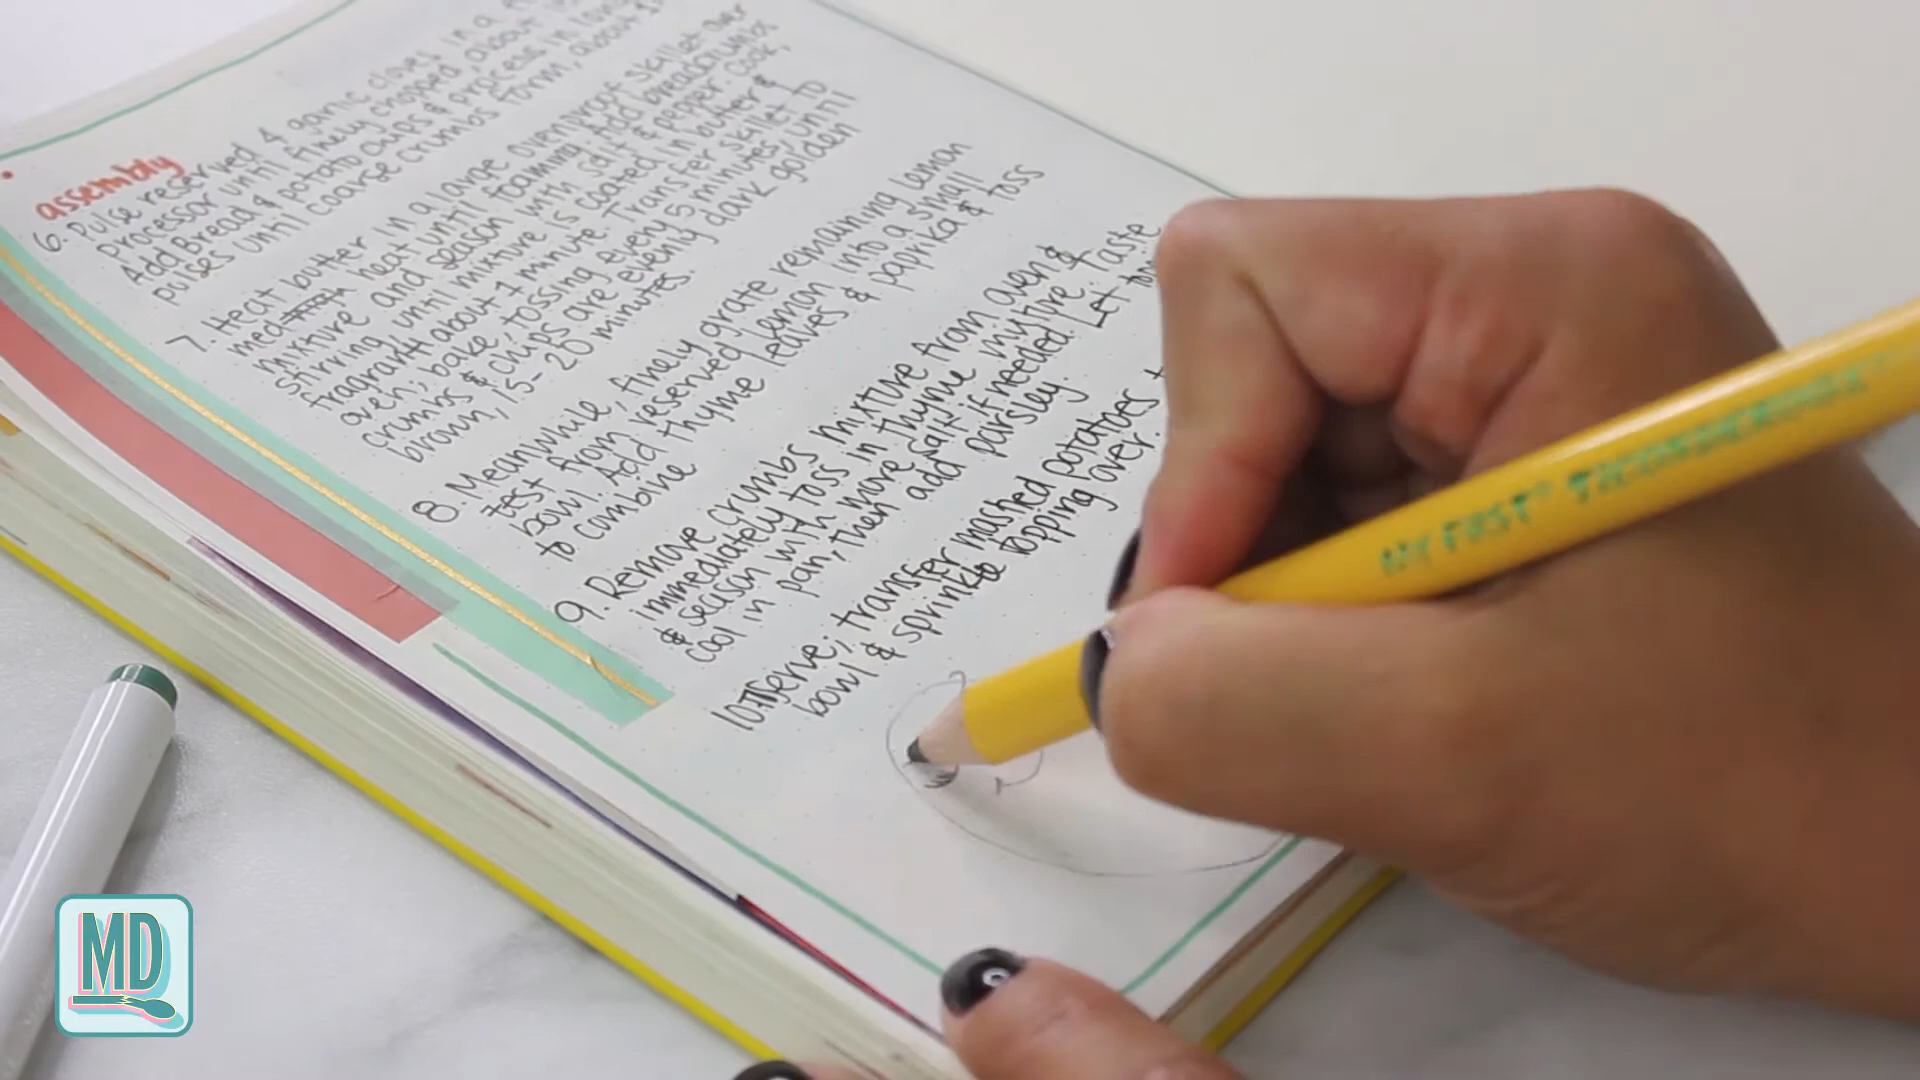 assembly
6. Pulse reserved 4 garlic cloves in a
processor until finely chopped, about
Add Bread & potato chips & process in long
pulses until coarse crumbs form, about
7. Heat butter in a large ovenproof skillet over
med heat until foaming. Add breadcrumbs
mixture and season with salt & pepper. Cook,
stirring until mixture is coated in butter &
fragrant about 1 minute. Transfer skillet to
oven; bake, tossing every 5 minutes, until
crumbs & chips are evenly dark golden
brown, 15-20 minutes.
8. Meanwhile, finely grate remaining lemon
test from reserved lemon into a small
bowl. Add thyme leaves & paprika & toss
to combine
9. Remove crumbs mixture from oven &
immediately toss in thyme mixture. Taste
& season with more salt if needed. Let
cool in pan, then add parsley.
10. serve; transfer mashed potatoes
bowl & sprinkle topping over.
MY FIRST® TICONDEROGA
MD